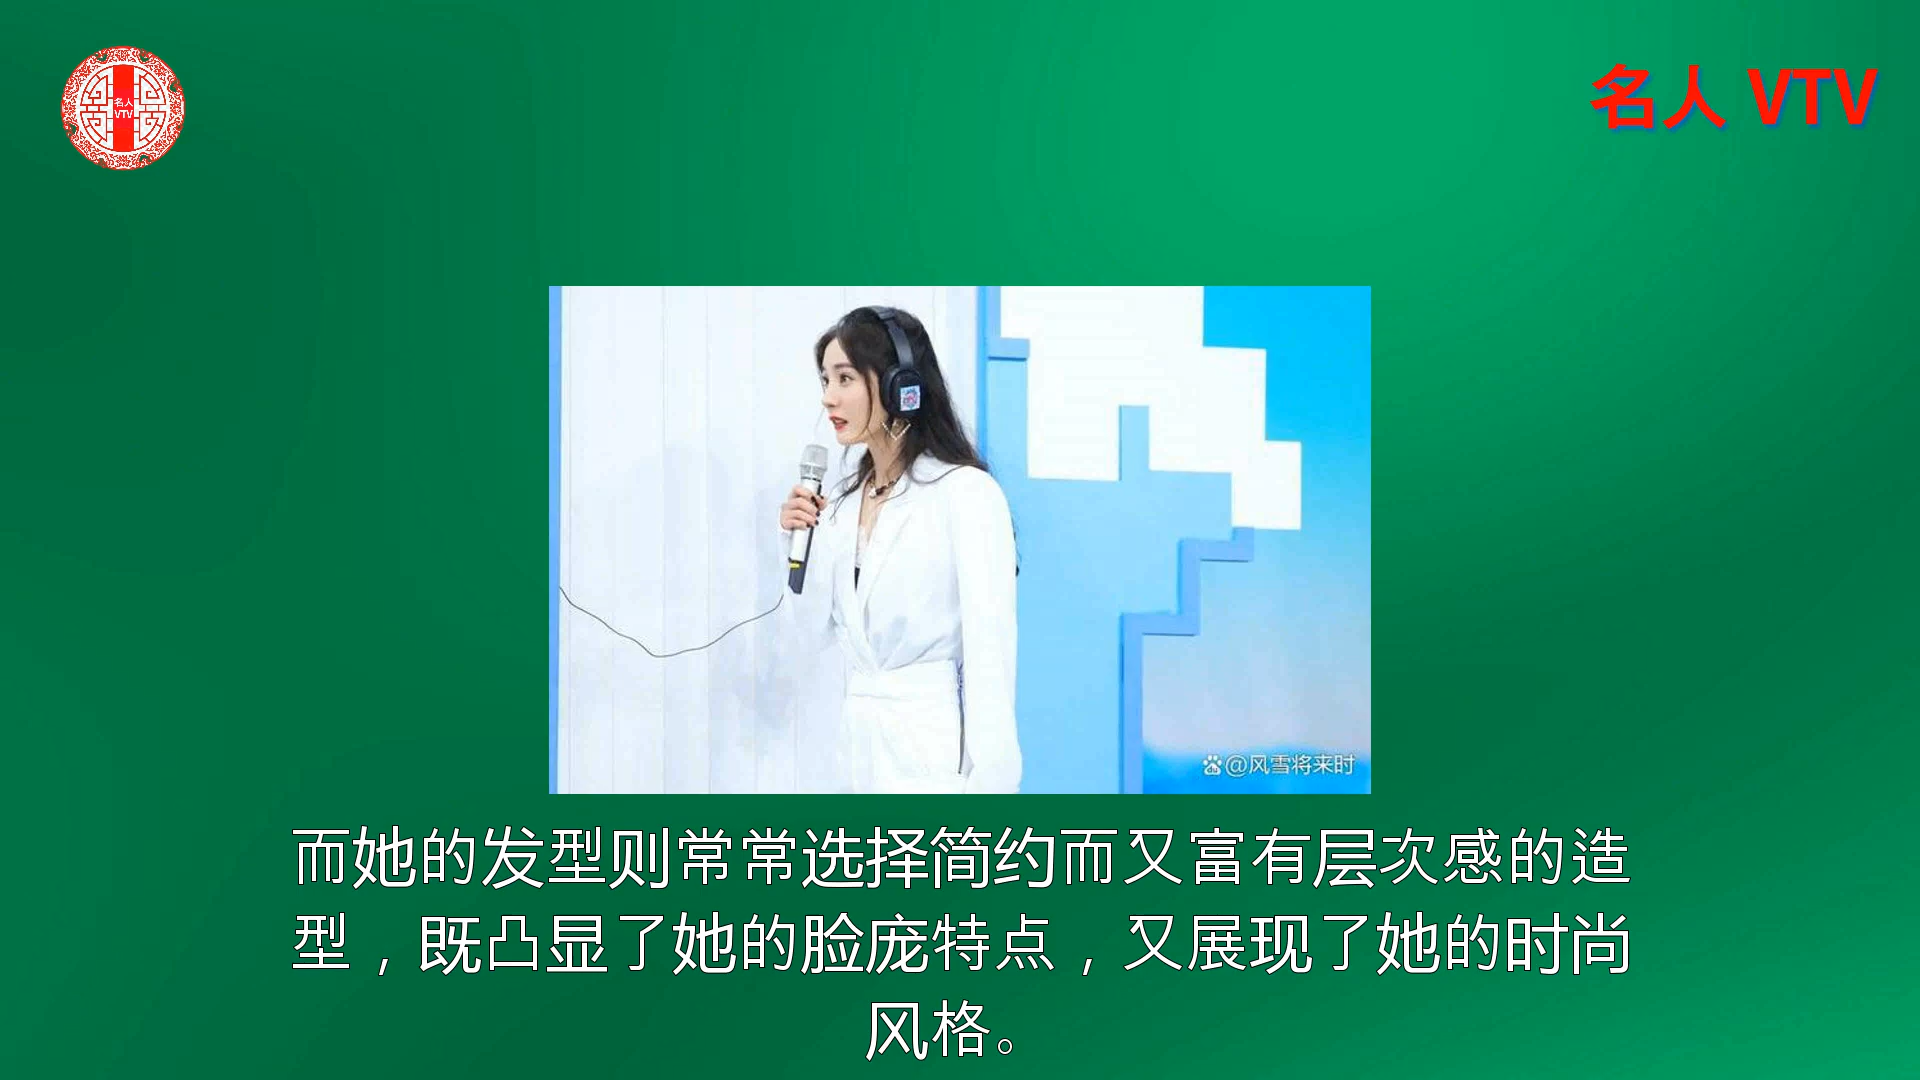 名人
VTV
名人 VTV
du@风雪将来时
而她的发型则常常选择简约而又富有层次感的造
型，既凸显了她的脸庞特点，又展现了她的时尚
风格。